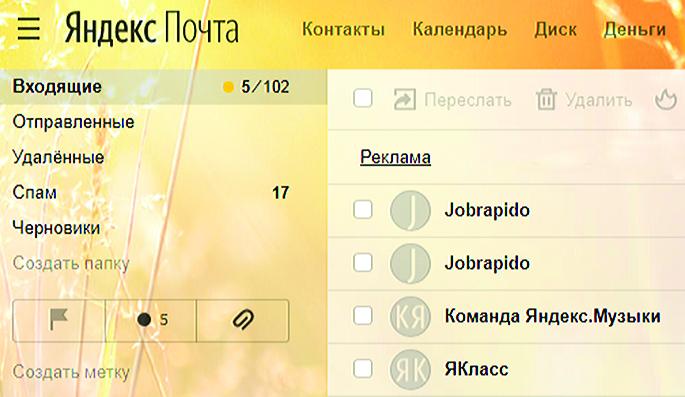 Яндекс Почта
Контакты Календарь Диск Деньги
Входящие 5/102
Отправленные
Удалённые
Спам 17
Черновики
Создать папку
5
Создать метку
Переслать Удалить
Реклама
J Jobrapido
J Jobrapido
КЯ Команда Яндекс.Музыки
ЯК ЯКласс